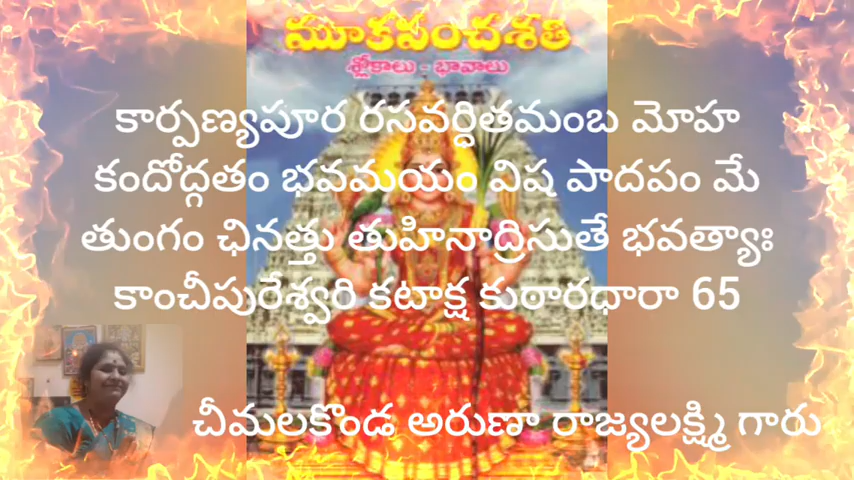 మూకపంచశతి
శ్లోకాలు - భావాలు
కార్పణ్యపూర రసవర్ధితమంబ మోహ
కందోద్గతం భవమయం విష పాదపం మే
తుంగం ఛినత్తు తుహినాద్రిసుతే భవత్యాః
కాంచీపురేశ్వరి కటాక్ష కుఠారధారా 65
చీమలకొండ అరుణా రాజ్యలక్ష్మి గారు